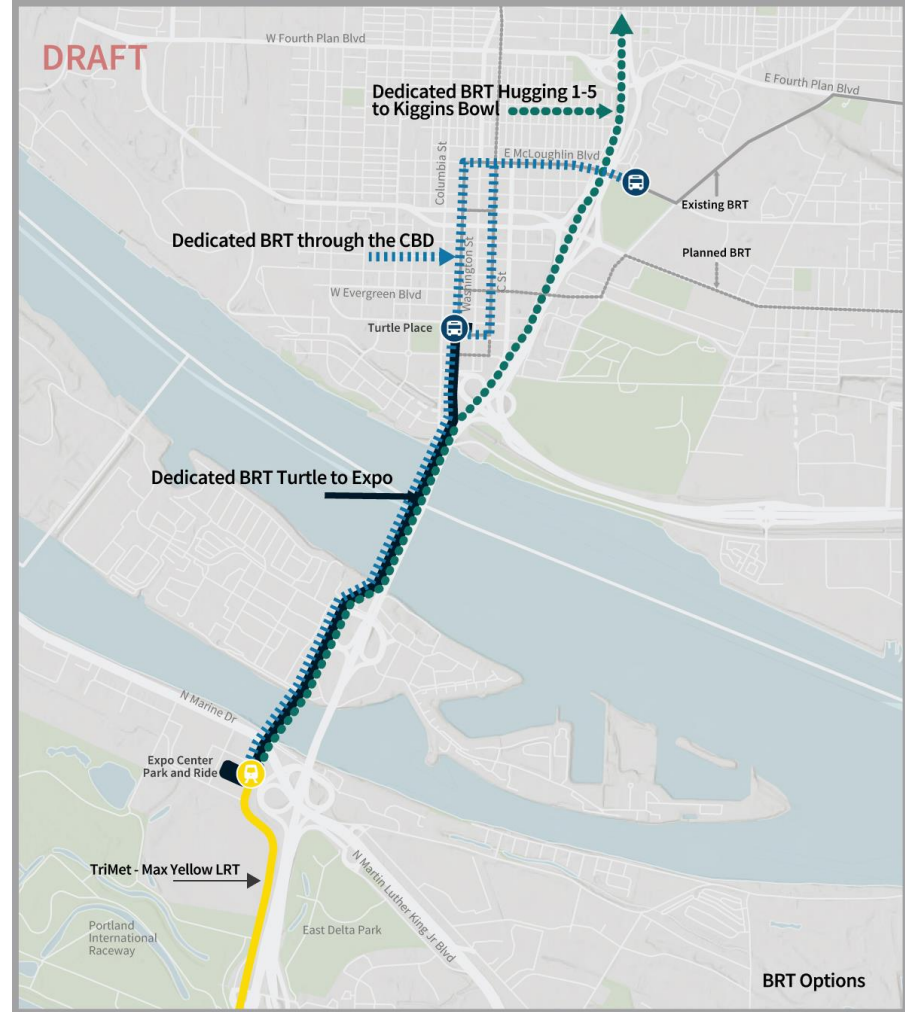 W Fourth Plan Blvd
DRAFT
E Fourth Plan Blvd
Dedicated BRT Hugging 1-5
to Kiggins Bowl
Columbia St
E McLoughlin Blvd
Existing BRT
Dedicated BRT through the CBD
Planned BRT
Washington St
C St
W Evergreen Blvd
Turtle Place
Dedicated BRT Turtle to Expo
N Marine Dr
Expo Center
Park and Ride
TriMet - Max Yellow LRT
N Martin Luther King Jr Blvd
Portland
International
Raceway
East Delta Park
BRT Options